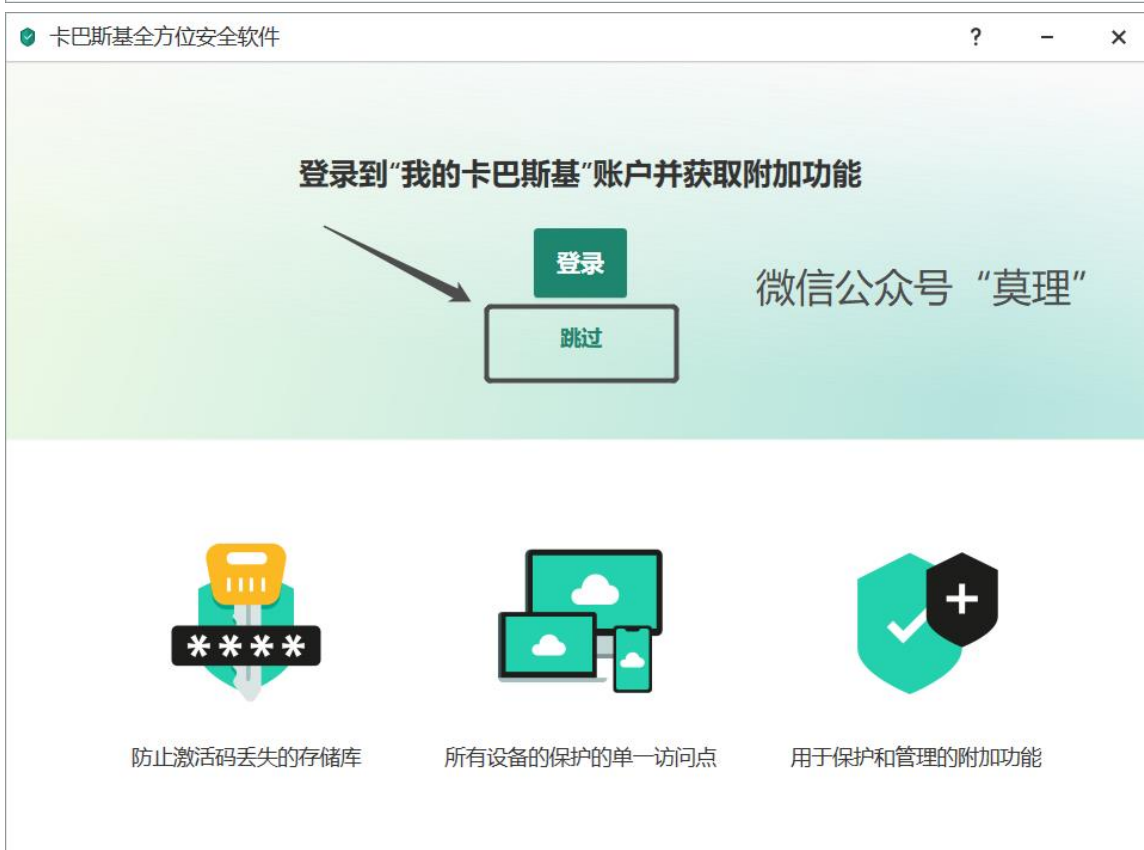 卡巴斯基全方位安全软件
登录到“我的卡巴斯基”账户并获取附加功能
登录
微信公众号“莫理”
跳过
****
防止激活码丢失的存储库
所有设备的保护的单一访问点
用于保护和管理的附加功能